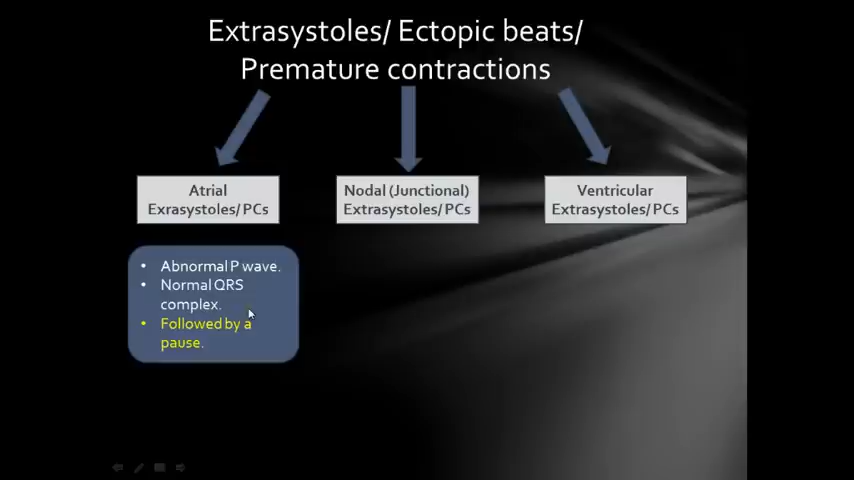 Extrasystoles/ Ectopic beats/
Premature contractions
Atrial
Exrasystoles/ PCs
Nodal (Junctional)
Extrasystoles/ PCs
Ventricular
Extrasystoles/ PCs
• Abnormal P wave.
• Normal QRS
complex.
• Followed by a
pause.